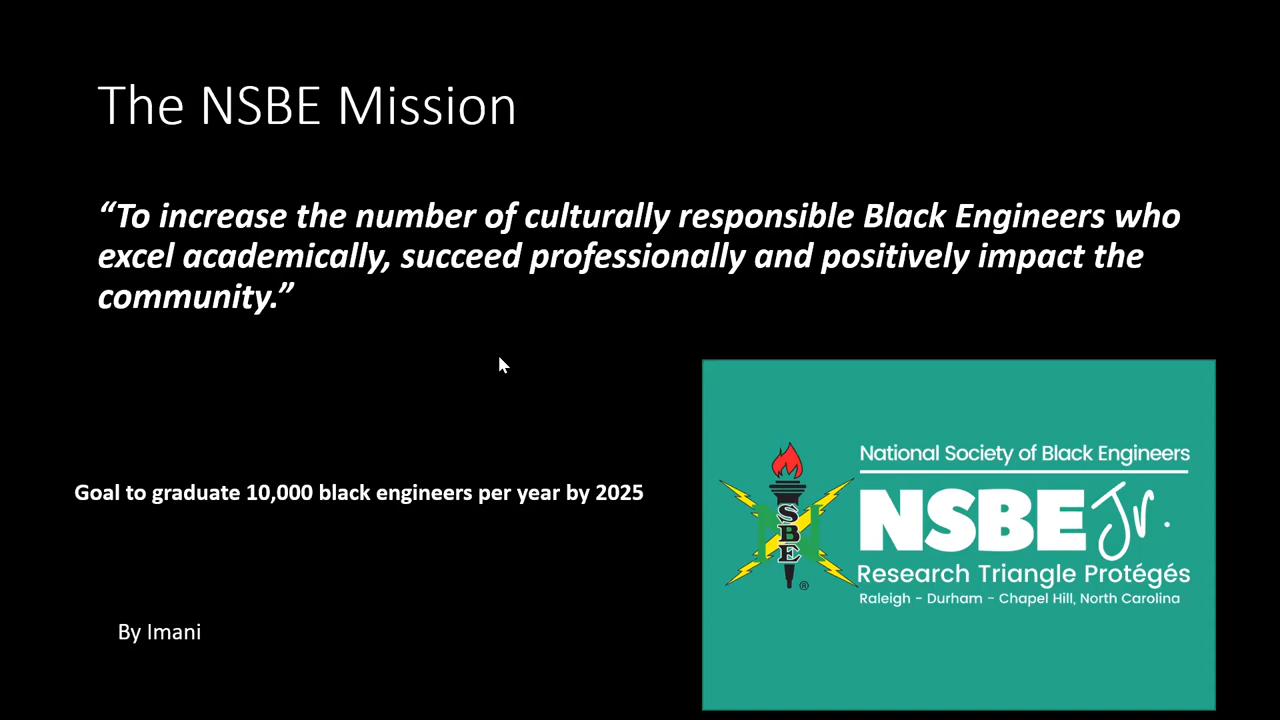 The NSBE Mission
“To increase the number of culturally responsible Black Engineers who
excel academically, succeed professionally and positively impact the
community.”
Goal to graduate 10,000 black engineers per year by 2025
By Imani
National Society of Black Engineers
NSBE Jr.
Research Triangle Protégés
Raleigh - Durham - Chapel Hill, North Carolina
N
S
B
E
®